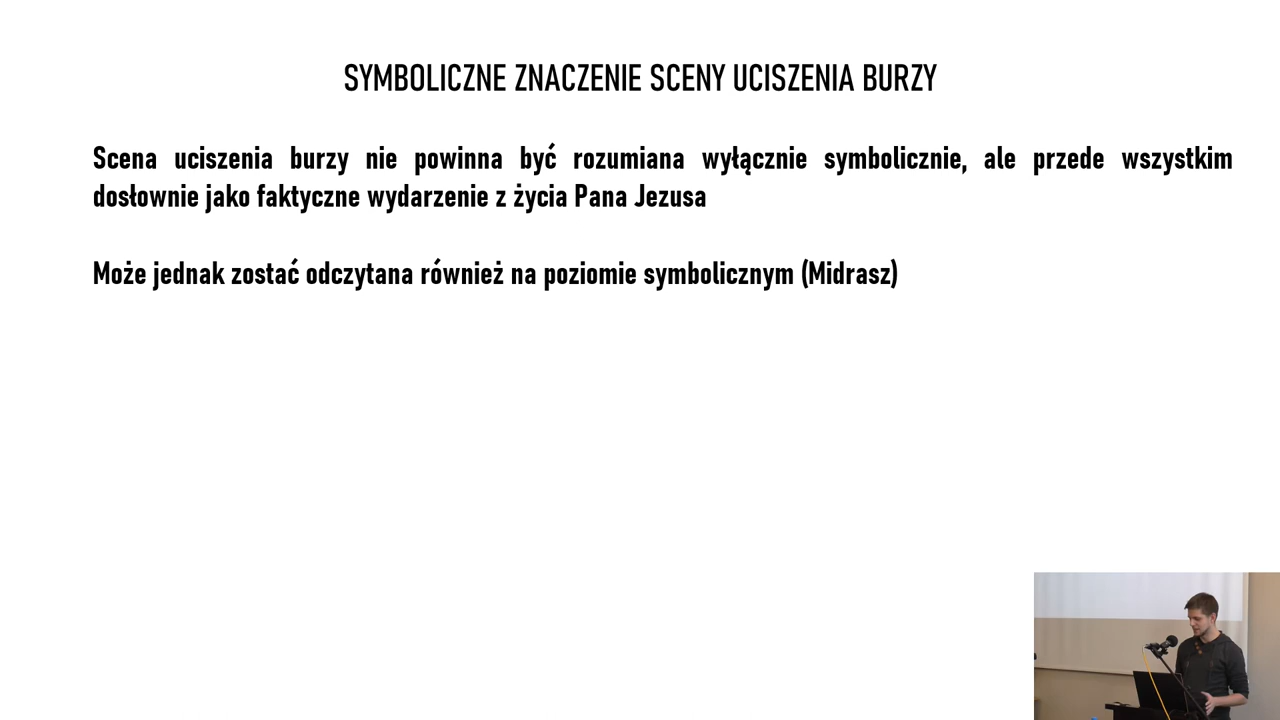 SYMBOLICZNE ZNACZENIE SCENY UCISZENIA BURZY
Scena uciszenia burzy nie powinna być rozumiana wyłącznie symbolicznie, ale przede wszystkim
dosłownie jako faktyczne wydarzenie z życia Pana Jezusa
Może jednak zostać odczytana również na poziomie symbolicznym (Midrasz)